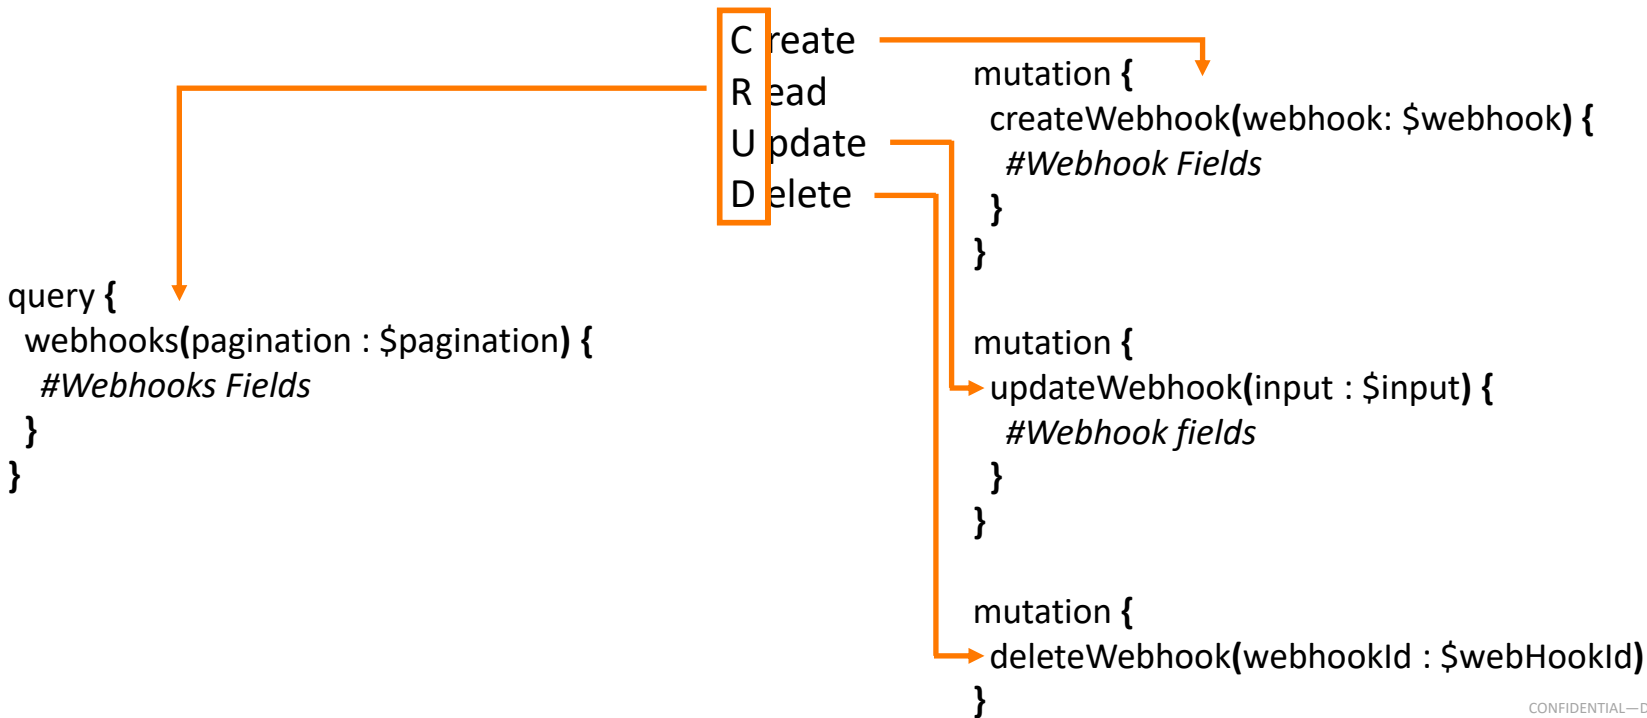 Create
Read
Update
Delete
query {
webhooks(pagination : $pagination) {
#Webhooks Fields
}
}
mutation {
createWebhook(webhook: $webhook) {
#Webhook Fields
}
}
mutation {
updateWebhook(input : $input) {
#Webhook fields
}
}
mutation {
deleteWebhook(webhookId : $webHookId)
}
CONFIDENTIAL—D